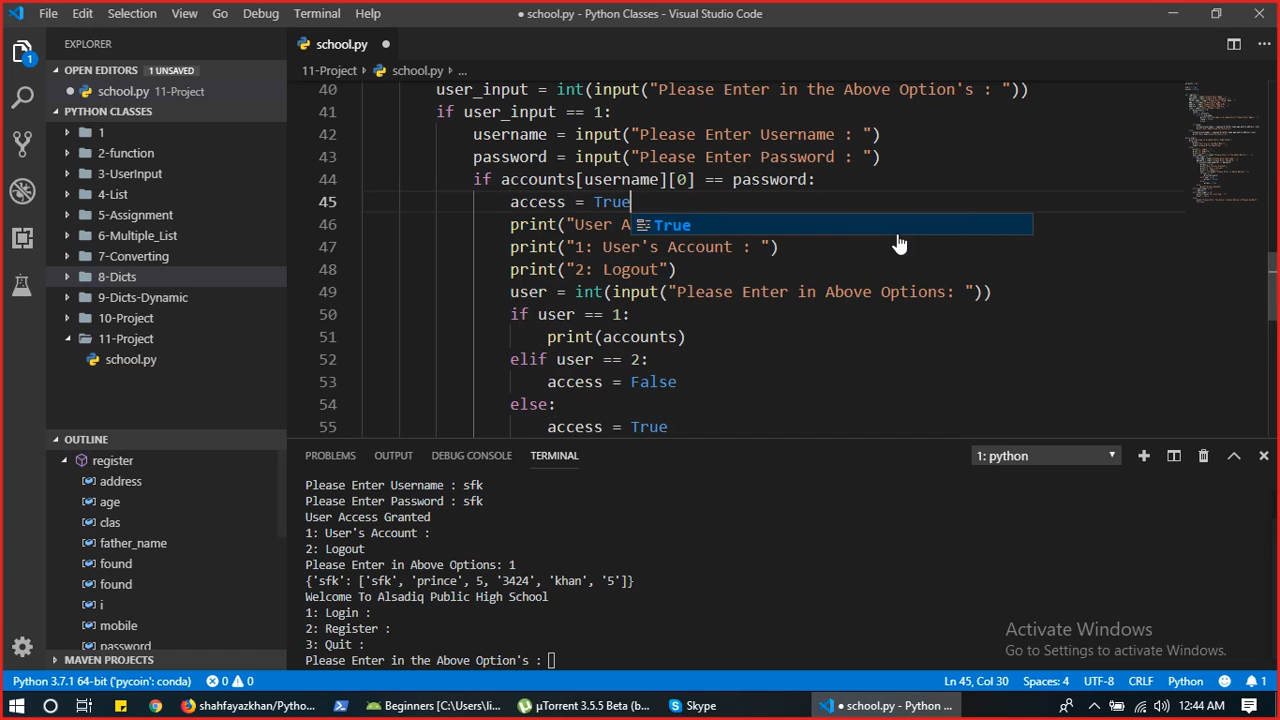 File Edit Selection View Go Debug Terminal Help
● school.py - Python Classes - Visual Studio Code
EXPLORER
school.py ●
OPEN EDITORS 1 UNSAVED
● school.py 11-Project
PYTHON CLASSES
1
2-function
3-UserInput
4-List
5-Assignment
6-Multiple_List
7-Converting
8-Dicts
9-Dicts-Dynamic
10-Project
11-Project
school.py
OUTLINE
register
address
age
clas
father_name
found
found
i
mobile
password
MAVEN PROJECTS
11-Project > school.py > ...
40 user_input = int(input("Please Enter in the Above Option's : "))
41 if user_input == 1:
42 username = input("Please Enter Username : ")
43 password = input("Please Enter Password : ")
44 if accounts[username][0] == password:
45 access = True
46 print("User A
True
47 print("1: User's Account : ")
48 print("2: Logout")
49 user = int(input("Please Enter in Above Options: "))
50 if user == 1:
51 print(accounts)
52 elif user == 2:
53 access = False
54 else:
55 access = True
PROBLEMS OUTPUT DEBUG CONSOLE TERMINAL 1: python
Please Enter Username : sfk
Please Enter Password : sfk
User Access Granted
1: User's Account :
2: Logout
Please Enter in Above Options: 1
{'sfk': ['sfk', 'prince', 5, '3424', 'khan', '5']}
Welcome To Alsadiq Public High School
1: Login :
2: Register :
3: Quit :
Please Enter in the Above Option's :
Activate Windows
Go to Settings to activate Windows.
Python 3.7.1 64-bit ('pycoin': conda) 0 0 Ln 45, Col 30 Spaces: 4 UTF-8 CRLF Python 1
shahfayazkhan/Pytho... Beginners [C:\Users\li... µTorrent 3.5.5 Beta (b... Skype ● school.py - Python ... 12:44 AM